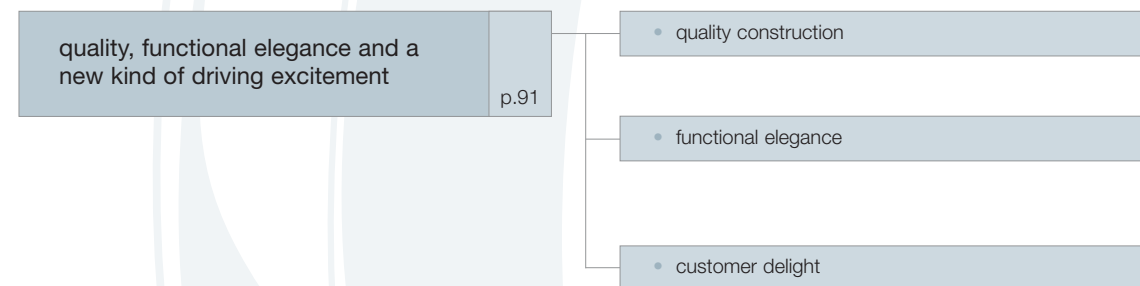 quality, functional elegance and a
new kind of driving excitement
p.91
• quality construction
• functional elegance
• customer delight